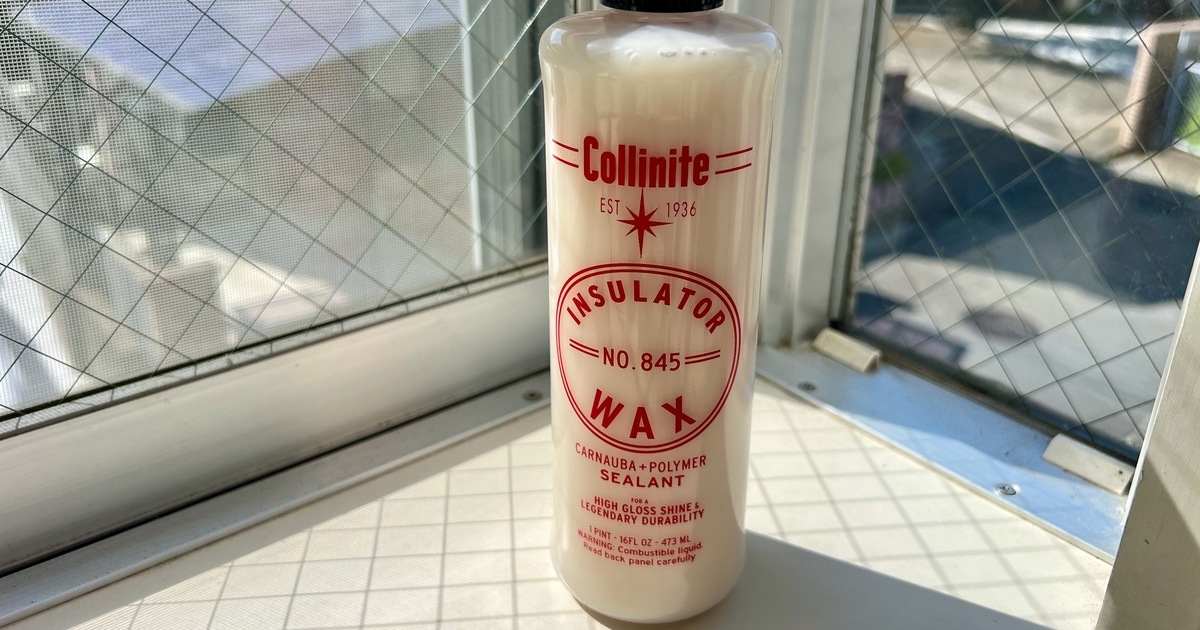 Collinite
EST 1936
INSULATOR
NO. 845
WAX
CARNAUBA+POLYMER
SEALANT
FOR A
HIGH GLOSS SHINE &
LEGENDARY DURABILITY
1 PINT - 16FL OZ - 473 ML
WARNING: Combustible liquid.
Read back panel carefully